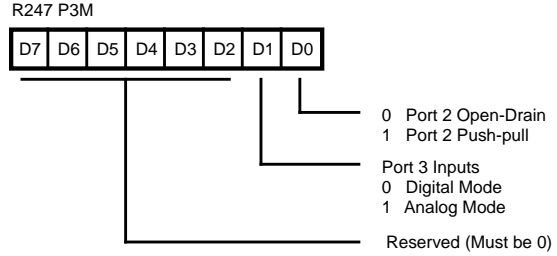 R247 P3M
D7 D6 D5 D4 D3 D2 D1 D0
0 Port 2 Open-Drain
1 Port 2 Push-pull
Port 3 Inputs
0 Digital Mode
1 Analog Mode
Reserved (Must be 0)